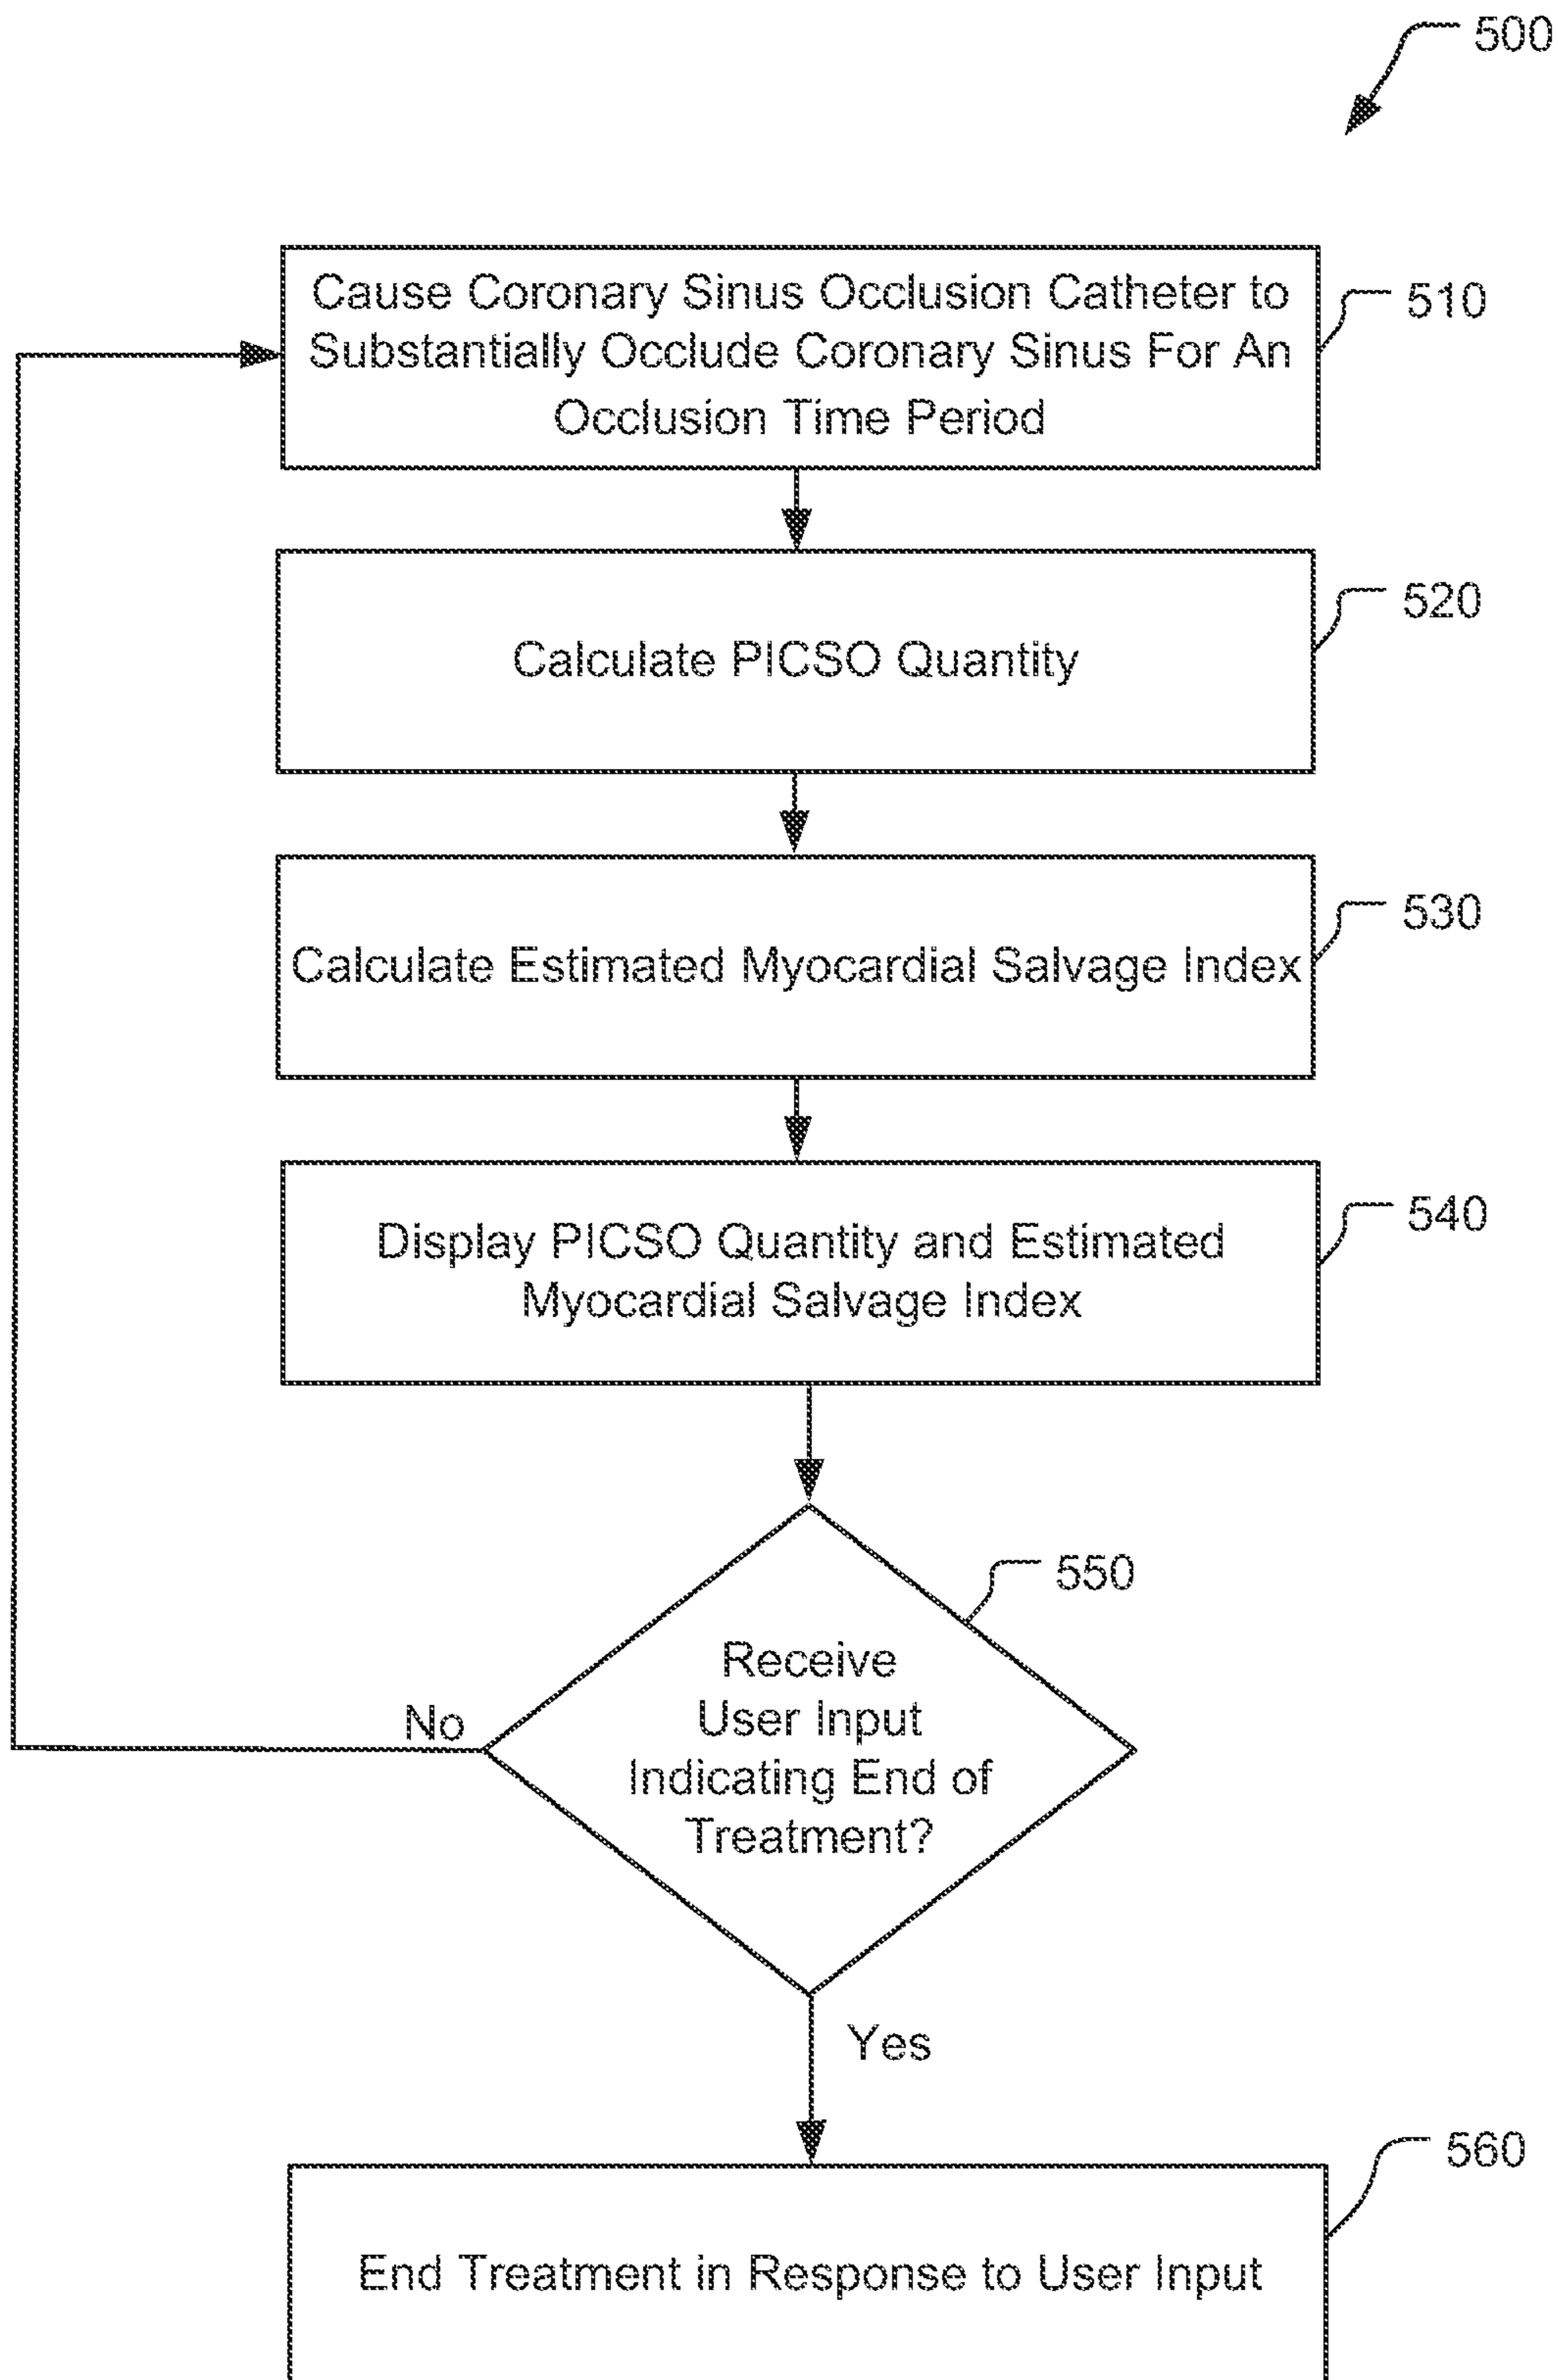 500
Cause Coronary Sinus Occlusion Catheter to
Substantially Occlude Coronary Sinus For An
Occlusion Time Period
510
Calculate PICSO Quantity
520
Calculate Estimated Myocardial Salvage Index
530
Display PICSO Quantity and Estimated
Myocardial Salvage Index
540
Receive
User Input
Indicating End of
Treatment?
550
No
Yes
End Treatment in Response to User Input
560